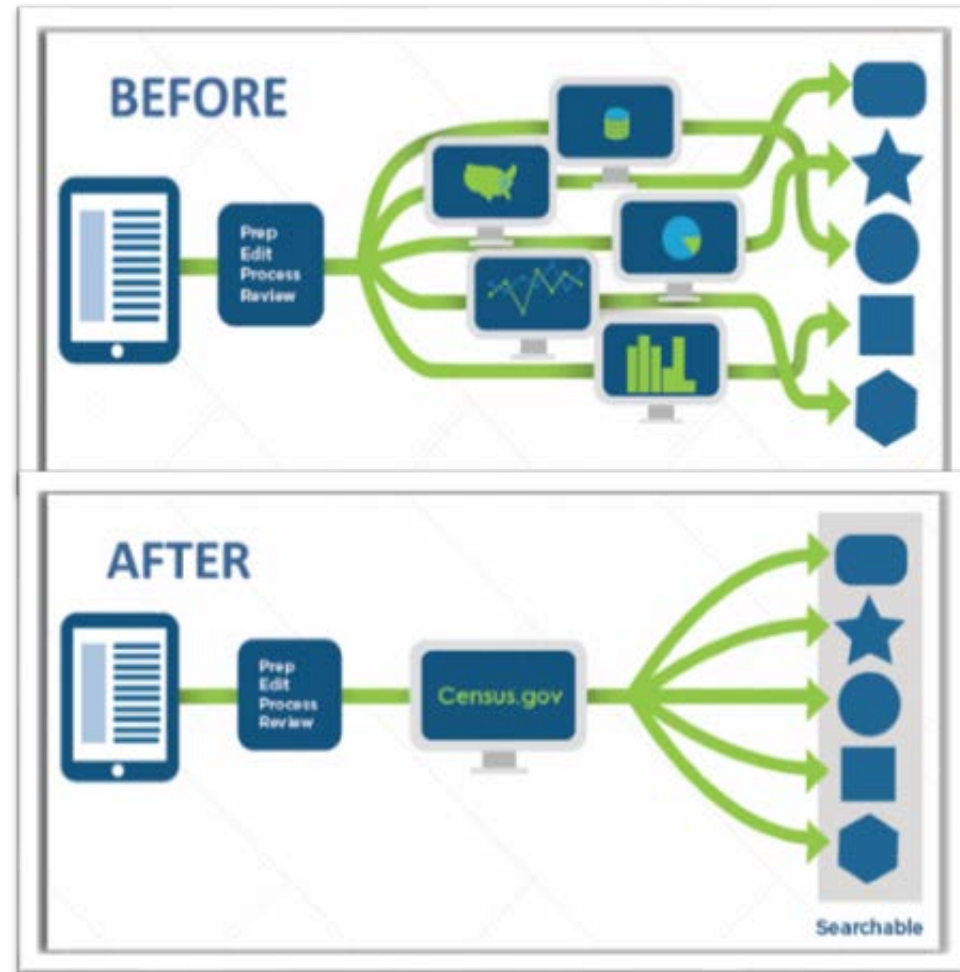 BEFORE
Prep
Edit
Process
Review
AFTER
Prep
Edit
Process
Review
Census.gov
Searchable